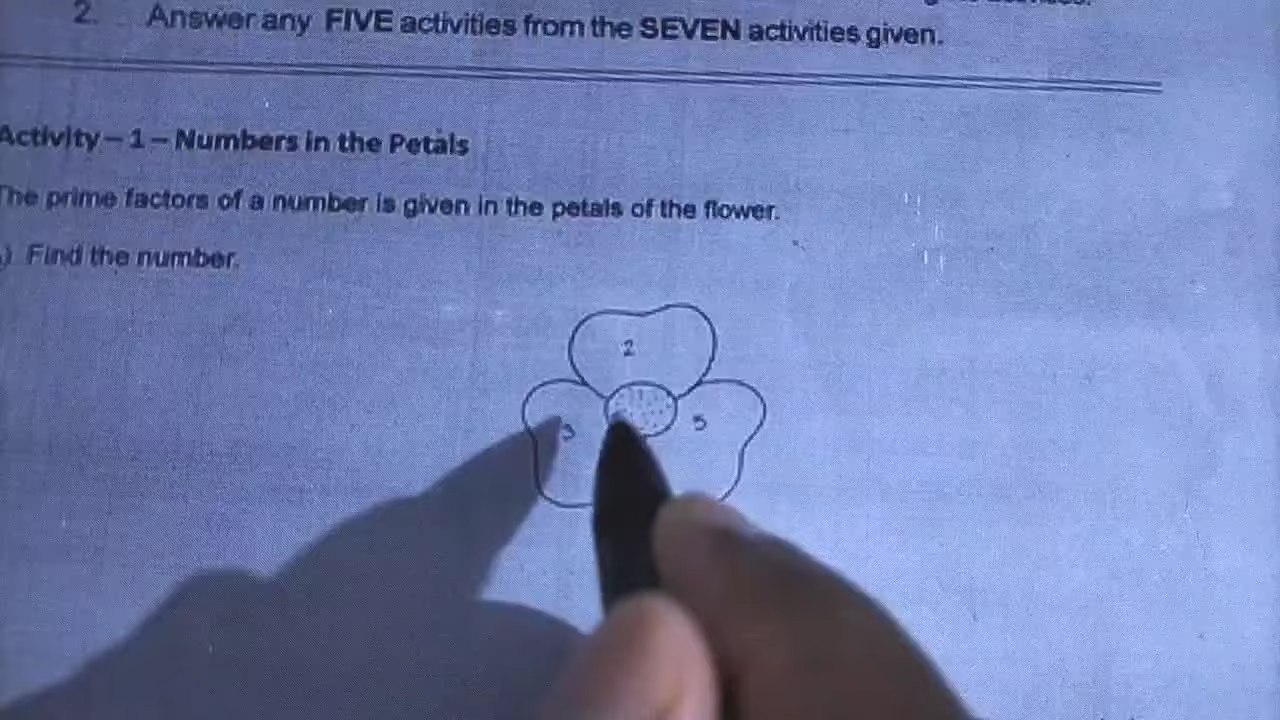 2. Answer any FIVE activities from the SEVEN activities given.
Activity – 1 – Numbers in the Petals
The prime factors of a number is given in the petals of the flower.
) Find the number.
2
3
5